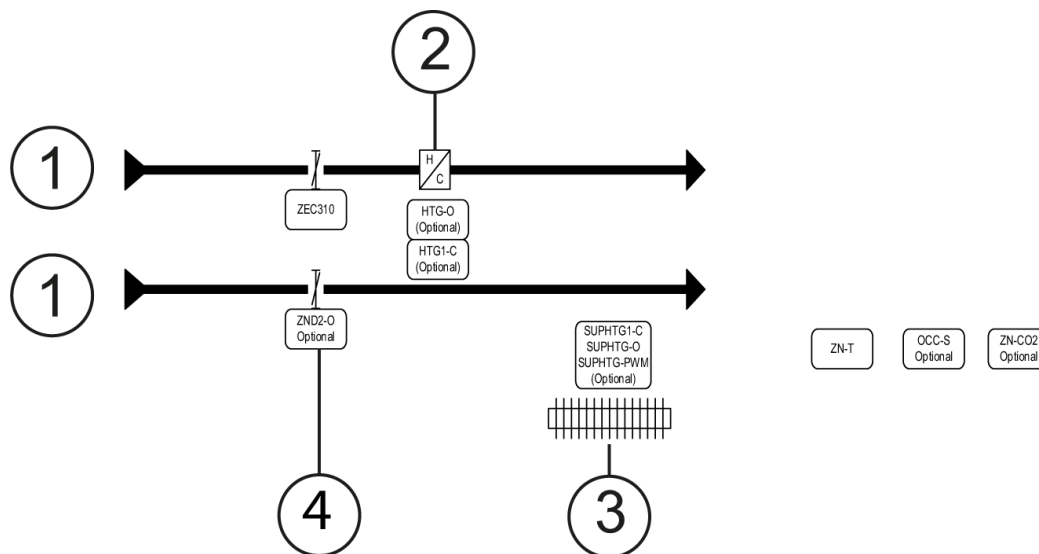 2
1
H
C
ZEC310
HTG-O
(Optional)
HTG1-C
(Optional)
1
ZND2-O
Optional
SUPHTG1-C
SUPHTG-O
SUPHTG-PWM
(Optional)
ZN-T
OCC-S
Optional
ZN-CO2
Optional
4
3